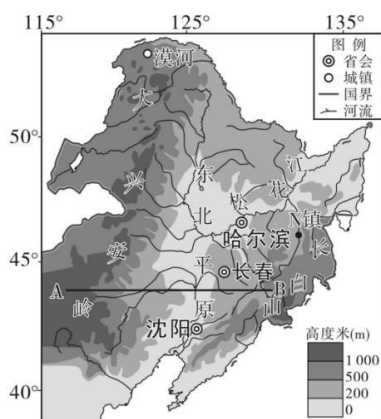 115°
125°
135°
图 例
省会
城镇
国界
河流
漠河
大
兴
安
岭
50°
45°
40°
东
北
平
原
松
花
江
哈尔滨
N镇
长
白
山
长春
沈阳
A
B
高度米(m)
1 000
500
200
0